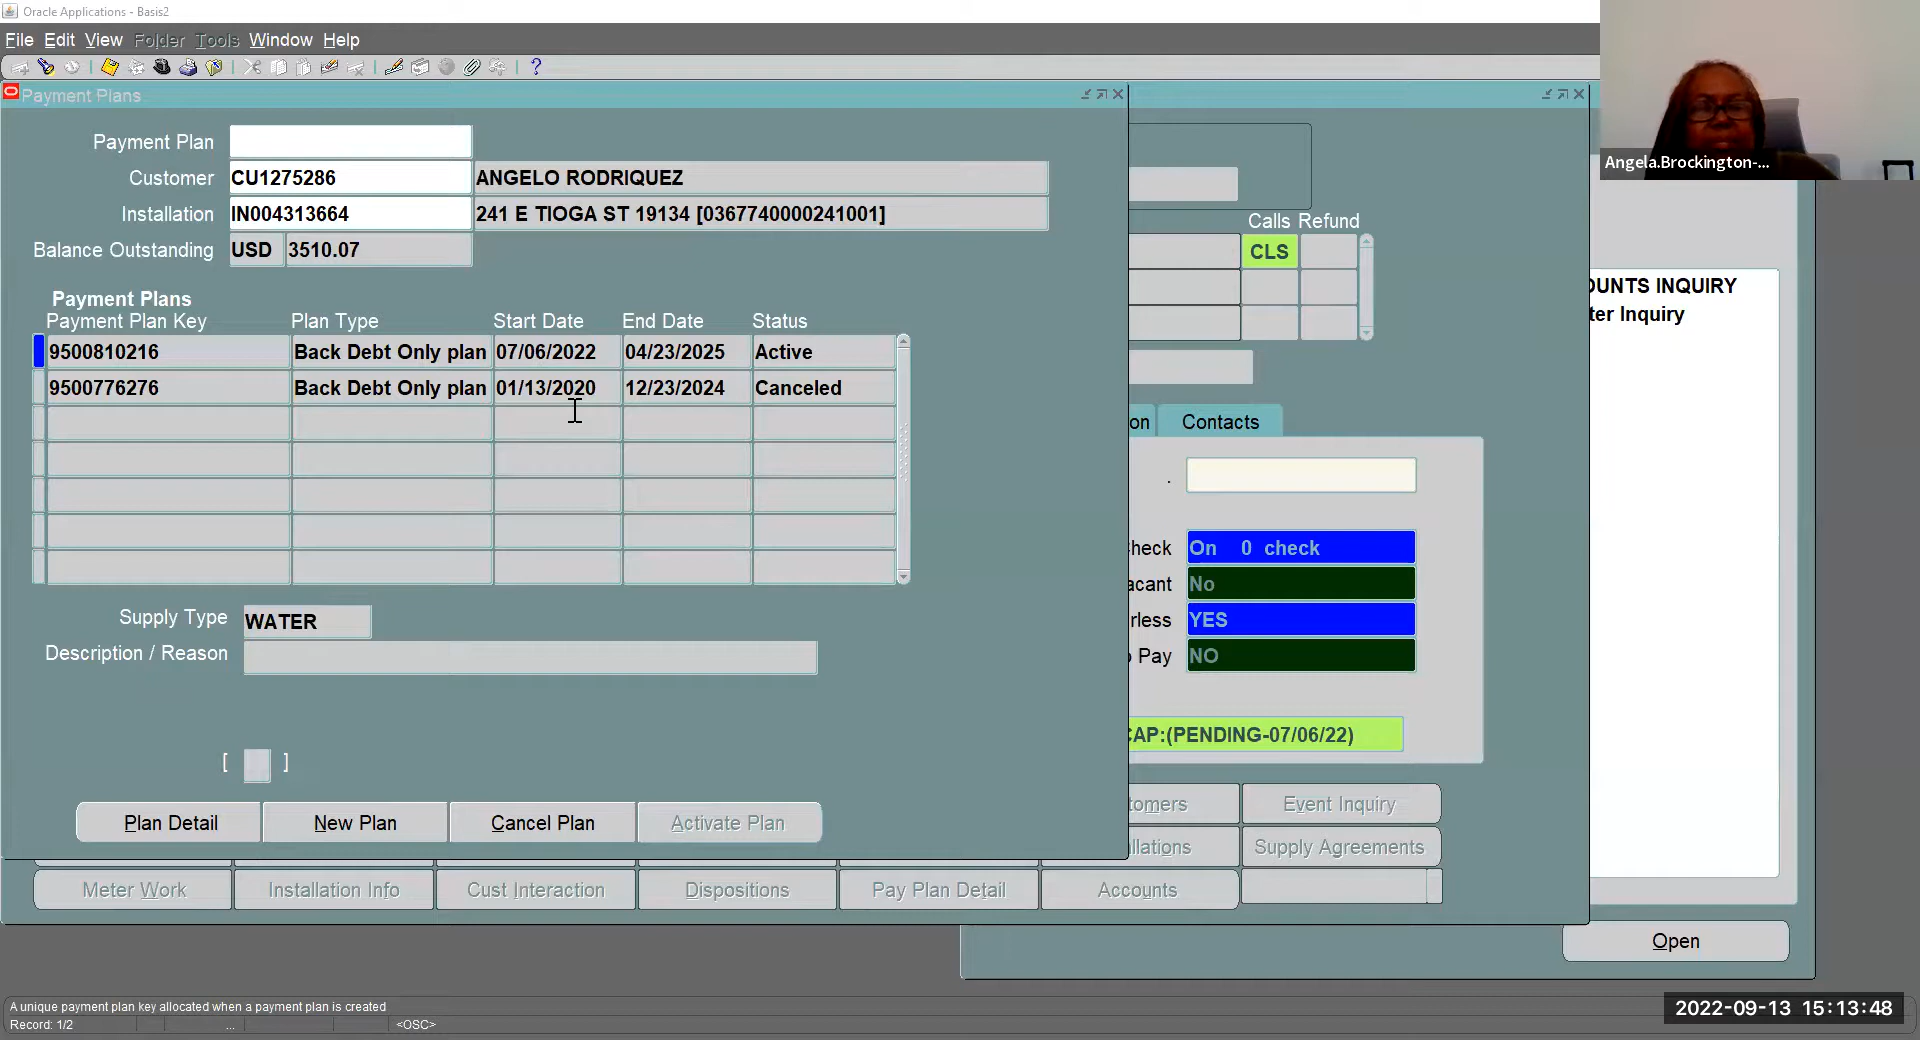 Oracle Applications - Basis2
File Edit View Folder Tools Window Help
Payment Plans
Payment Plan
Customer CU1275286 ANGELO RODRIQUEZ
Installation IN004313664 241 E TIOGA ST 19134 [0367740000241001]
Balance Outstanding USD 3510.07
Payment Plans
Payment Plan Key Plan Type Start Date End Date Status
9500810216 Back Debt Only plan 07/06/2022 04/23/2025 Active
9500776276 Back Debt Only plan 01/13/2020 12/23/2024 Canceled
Supply Type WATER
Description / Reason
[ ]
Plan Detail New Plan Cancel Plan Activate Plan
Calls Refund
CLS
on Contacts
.
heck On 0 check
acant No
rless YES
Pay NO
CAP:(PENDING-07/06/22)
tomers Event Inquiry
llations Supply Agreements
Meter Work Installation Info Cust Interaction Dispositions Pay Plan Detail Accounts
OUNTS INQUIRY
ter Inquiry
Open
Angela.Brockington-...
A unique payment plan key allocated when a payment plan is created
Record: 1/2 ... <OSC>
2022-09-13 15:13:48